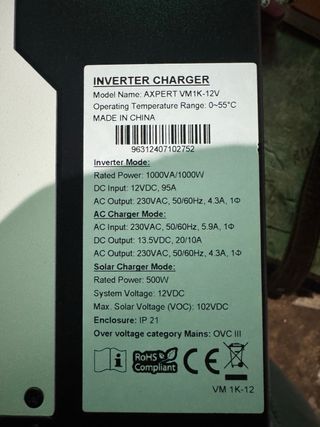 INVERTER CHARGER
Model Name: AXPERT VM1K-12V
Operating Temperature Range: 0~55°C
MADE IN CHINA
96312407102752
Inverter Mode:
Rated Power: 1000VA/1000W
DC Input: 12VDC, 95A
AC Output: 230VAC, 50/60Hz, 4.3A, 1Φ
AC Charger Mode:
AC Input: 230VAC, 50/60Hz, 5.9A, 1Φ
DC Output: 13.5VDC, 20/10A
AC Output: 230VAC, 50/60Hz, 4.3A, 1Φ
Solar Charger Mode:
Rated Power: 500W
System Voltage: 12VDC
Max. Solar Voltage (VOC): 102VDC
Enclosure: IP 21
Over voltage category Mains: OVC III
RoHS
Compliant
CE
VM 1K-12